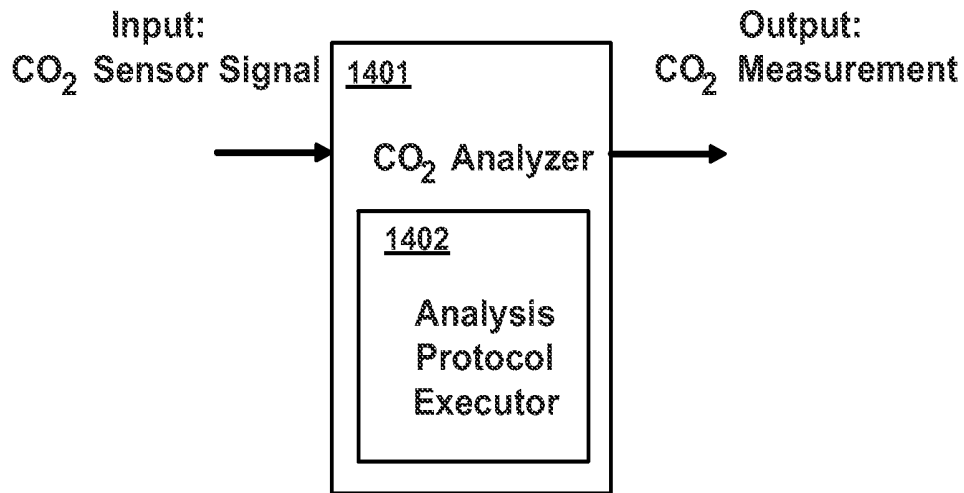 Input:
CO₂ Sensor Signal
1401
CO₂ Analyzer
1402
Analysis
Protocol
Executor
Output:
CO₂ Measurement